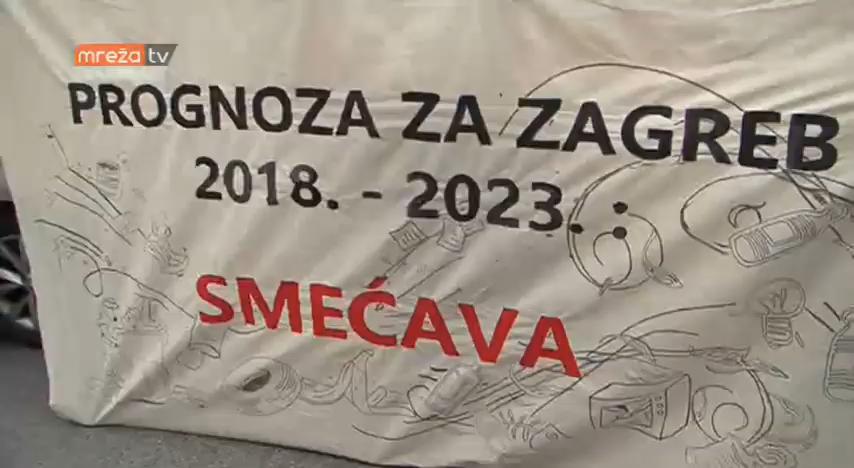 mreža tv
PROGNOZA ZA ZAGREB
2018. - 2023. :
SMEĆAVA